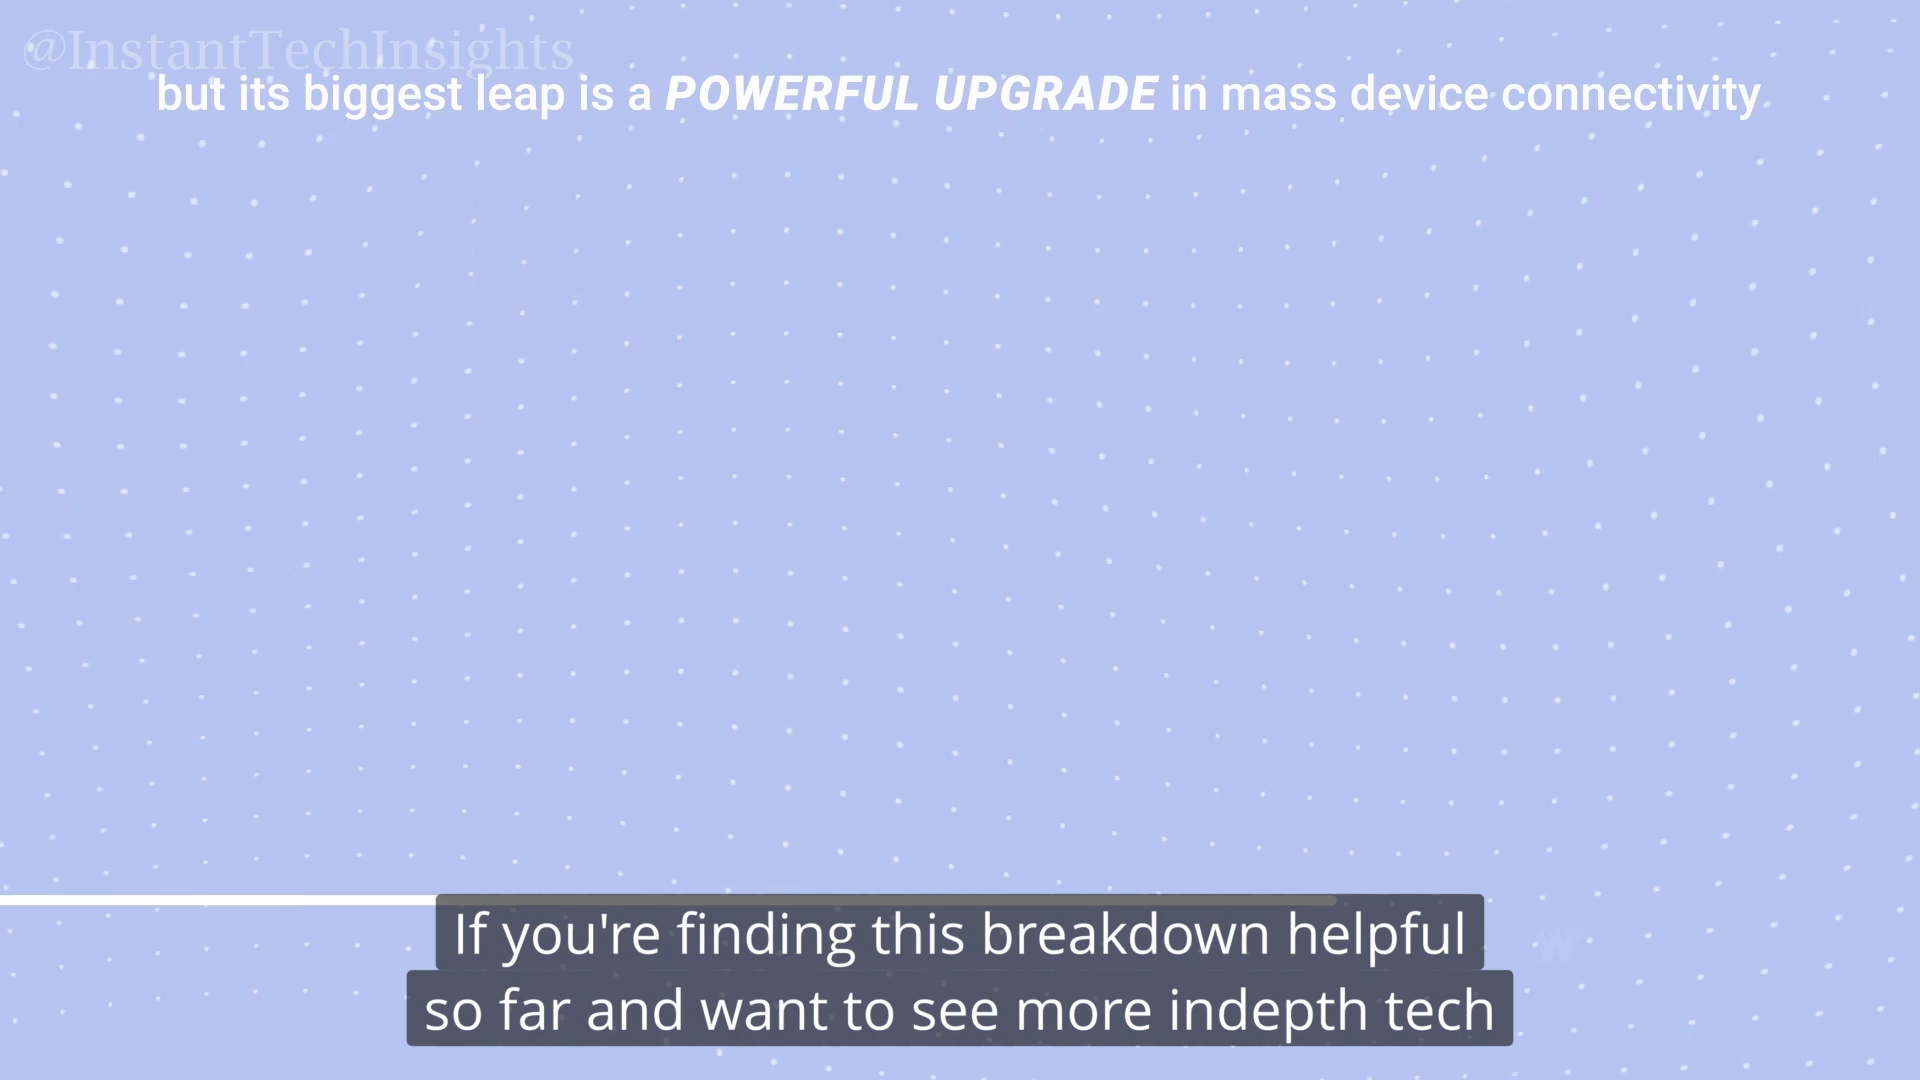 @InstantTechInsights
but its biggest leap is a POWERFUL UPGRADE in mass device connectivity
W
If you're finding this breakdown helpful
so far and want to see more indepth tech